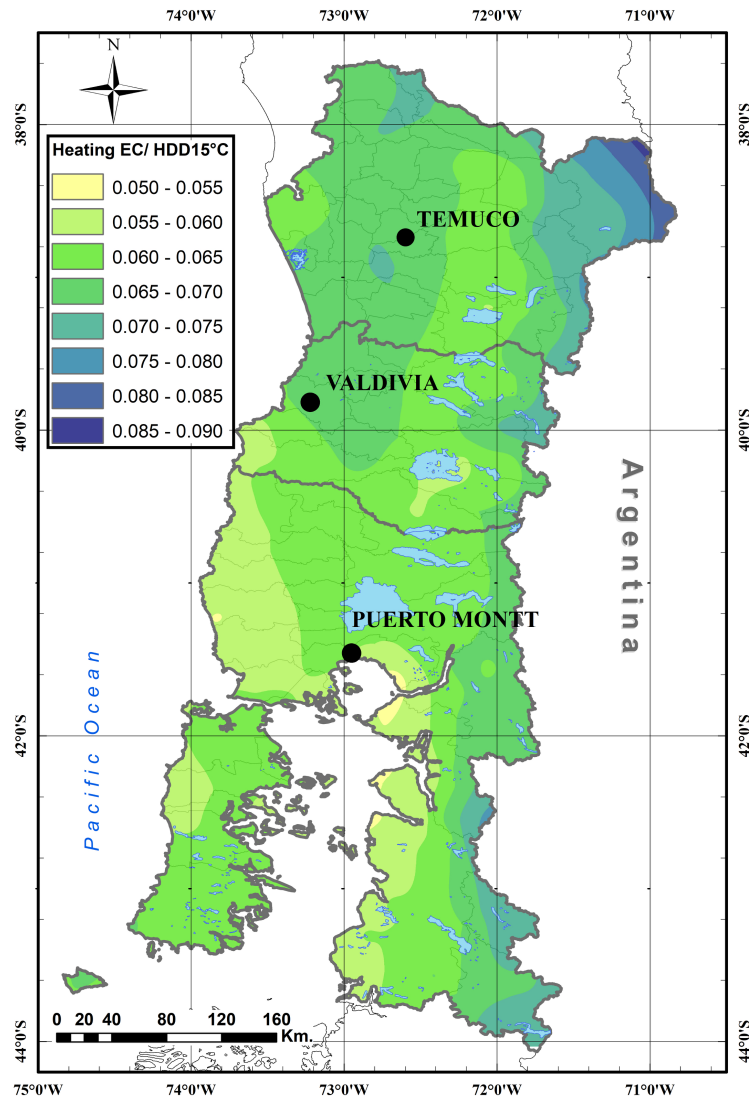 74°0'W 73°0'W 72°0'W 71°0'W
N
38°0'S 38°0'S
Heating EC/ HDD15°C
0.050 - 0.055
0.055 - 0.060
0.060 - 0.065
0.065 - 0.070
0.070 - 0.075
0.075 - 0.080
0.080 - 0.085
0.085 - 0.090
TEMUCO
VALDIVIA
40°0'S 40°0'S
Argentina
PUERTO MONTT
Pacific Ocean
42°0'S 42°0'S
0 20 40 80 120 160
Km.
44°0'S 44°0'S
75°0'W 74°0'W 73°0'W 72°0'W 71°0'W